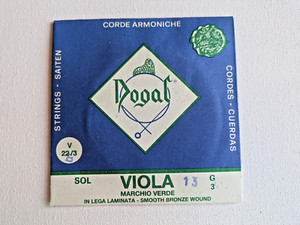 CORDE ARMONICHE
STRINGS - SAITEN
CORDES - CUERDAS
Dogal
V
22/3
SOL
VIOLA
13
G
3
MARCHIO VERDE
IN LEGA LAMINATA - SMOOTH BRONZE WOUND